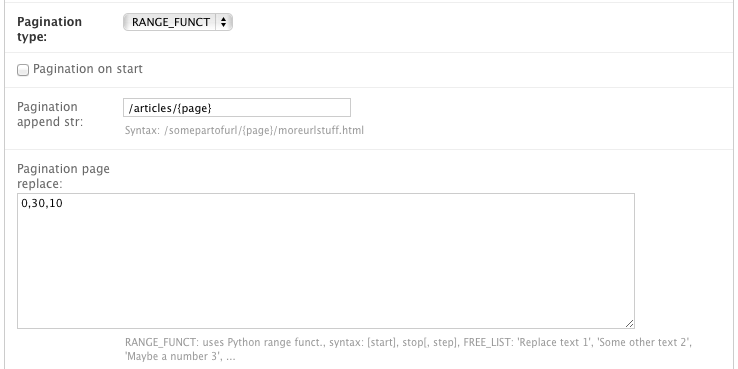 Pagination
type:
RANGE_FUNCT
Pagination on start
Pagination
append str:
/articles/{page}
Syntax: /somepartofurl/{page}/moreurlstuff.html
Pagination page
replace:
0,30,10
RANGE_FUNCT: uses Python range funct., syntax: [start], stop[, step], FREE_LIST: 'Replace text 1', 'Some other text 2',
'Maybe a number 3', ...